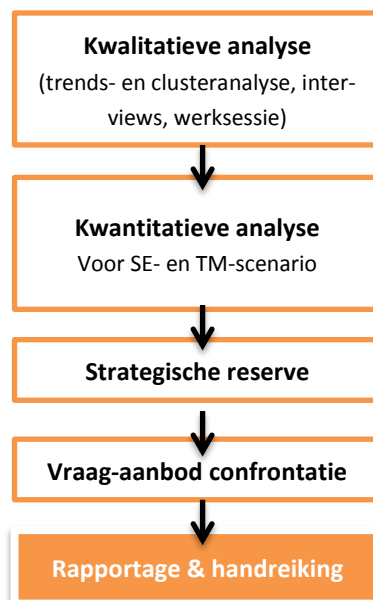 Kwalitatieve analyse
(trends- en clusteranalyse, inter-
views, werksessie)
Kwantitatieve analyse
Voor SE- en TM-scenario
Strategische reserve
Vraag-aanbod confrontatie
Rapportage & handreiking